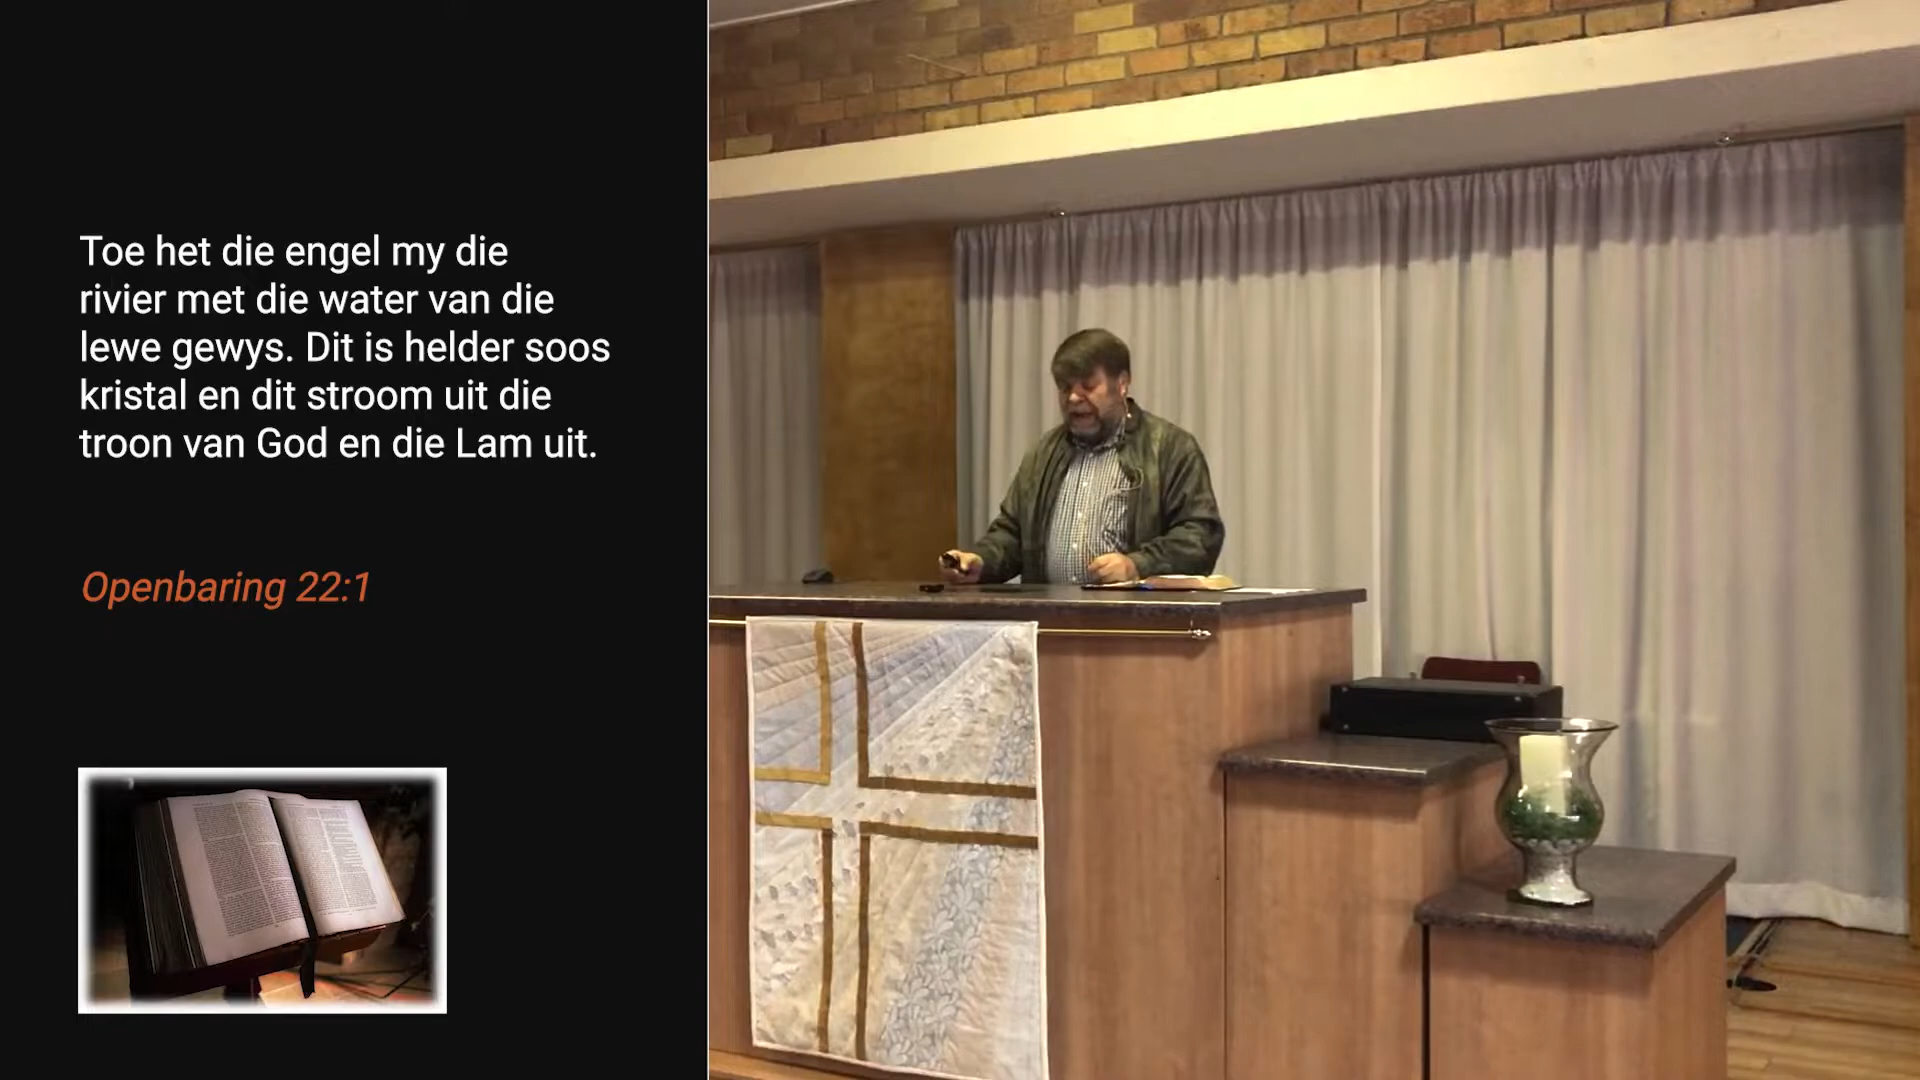 Toe het die engel my die
rivier met die water van die
lewe gewys. Dit is helder soos
kristal en dit stroom uit die
troon van God en die Lam uit.
Openbaring 22:1